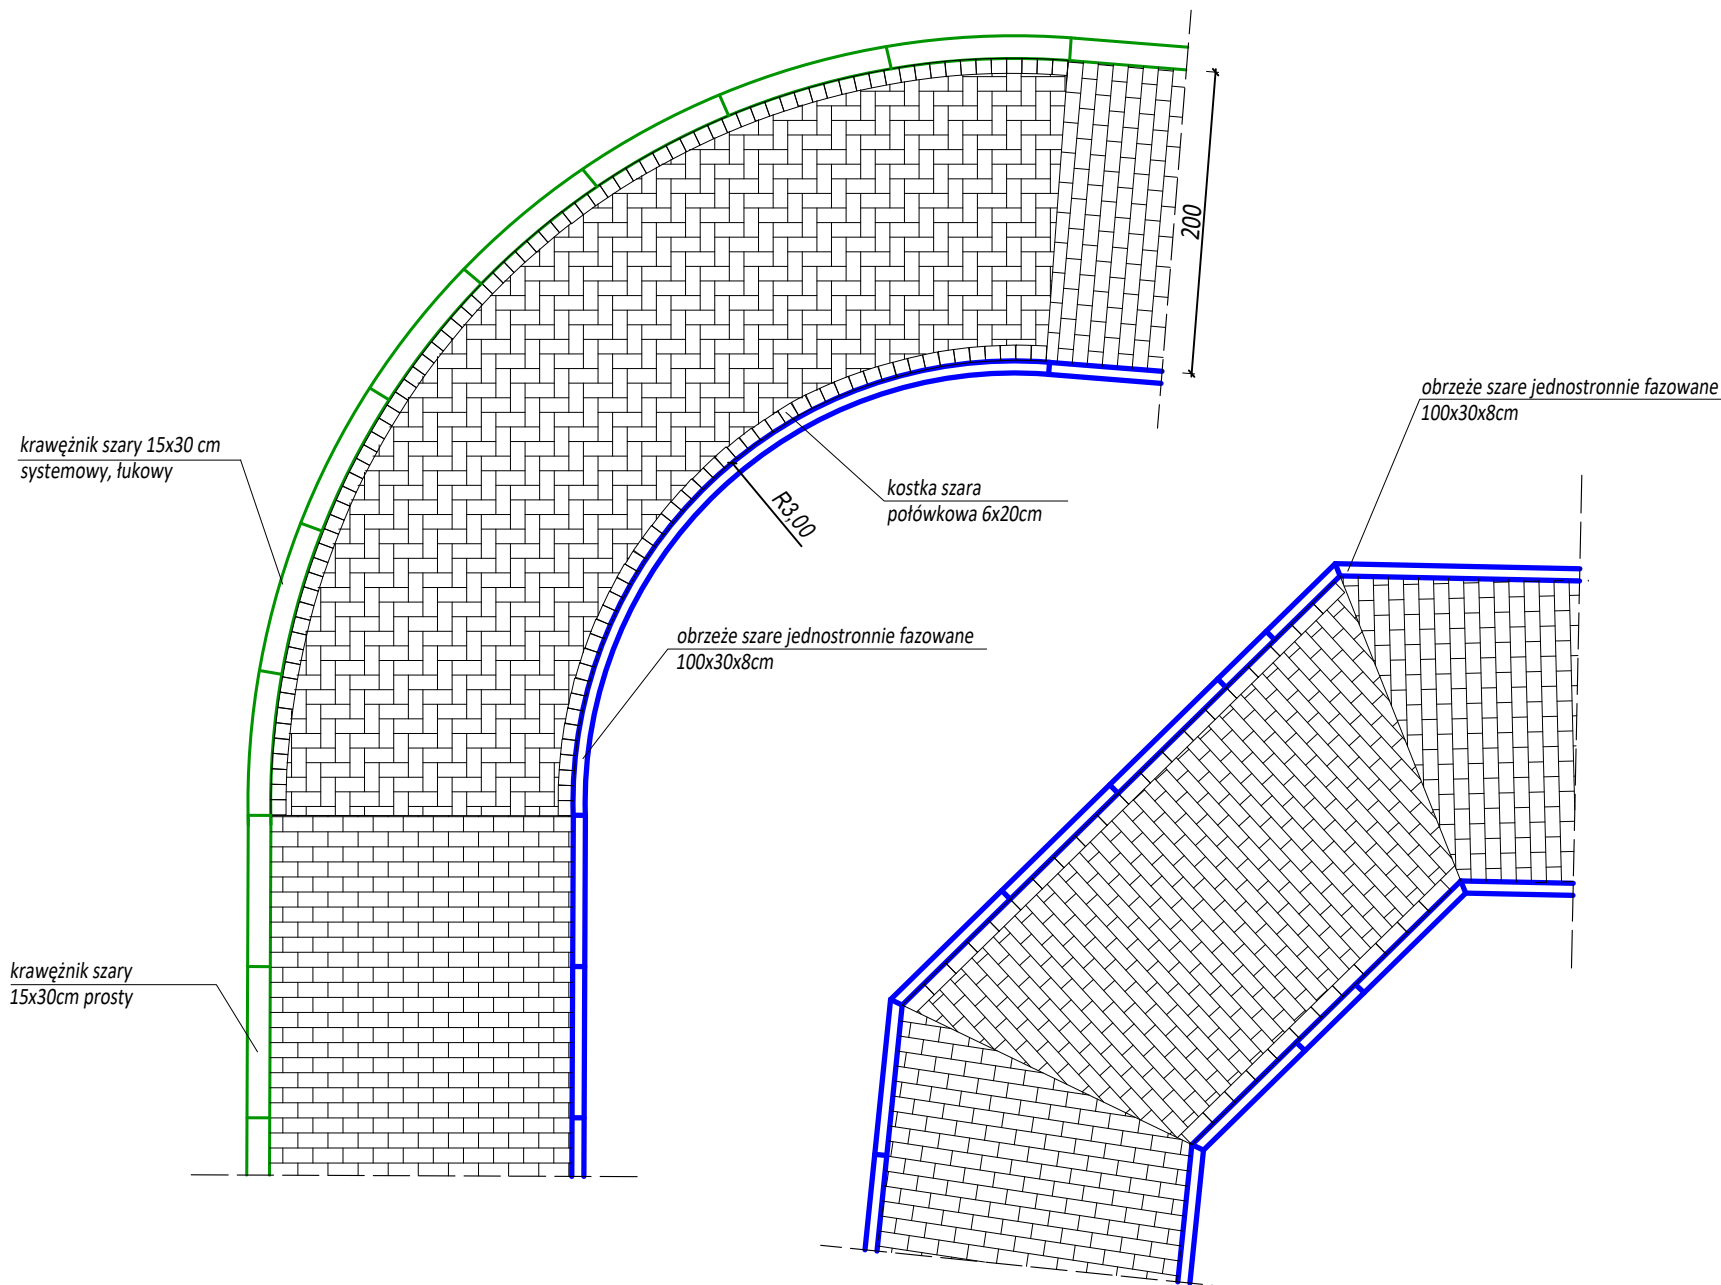 200
obrzeże szare jednostronnie fazowane
100x30x8cm
krawężnik szary 15x30 cm
systemowy, łukowy
kostka szara
połówkowa 6x20cm
R3,00
obrzeże szare jednostronnie fazowane
100x30x8cm
krawężnik szary
15x30cm prosty